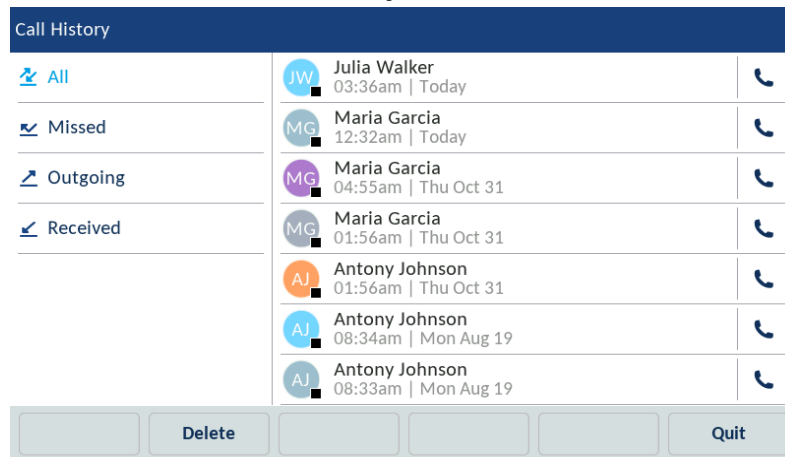 Call History
All
Missed
Outgoing
Received
JW
Julia Walker
03:36am | Today
MG
Maria Garcia
12:32am | Today
MG
Maria Garcia
04:55am | Thu Oct 31
MG
Maria Garcia
01:56am | Thu Oct 31
AJ
Antony Johnson
01:56am | Thu Oct 31
AJ
Antony Johnson
08:34am | Mon Aug 19
AJ
Antony Johnson
08:33am | Mon Aug 19
Delete
Quit